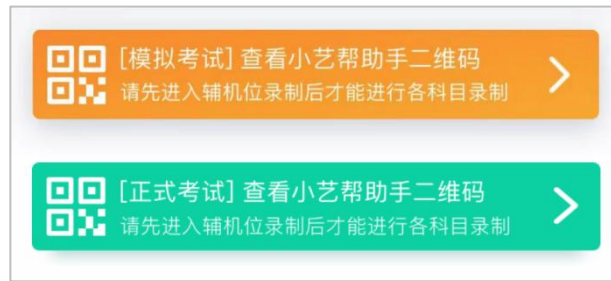 [模拟考试] 查看小艺帮助手二维码
请先进入辅机位录制后才能进行各科目录制
[正式考试] 查看小艺帮助手二维码
请先进入辅机位录制后才能进行各科目录制